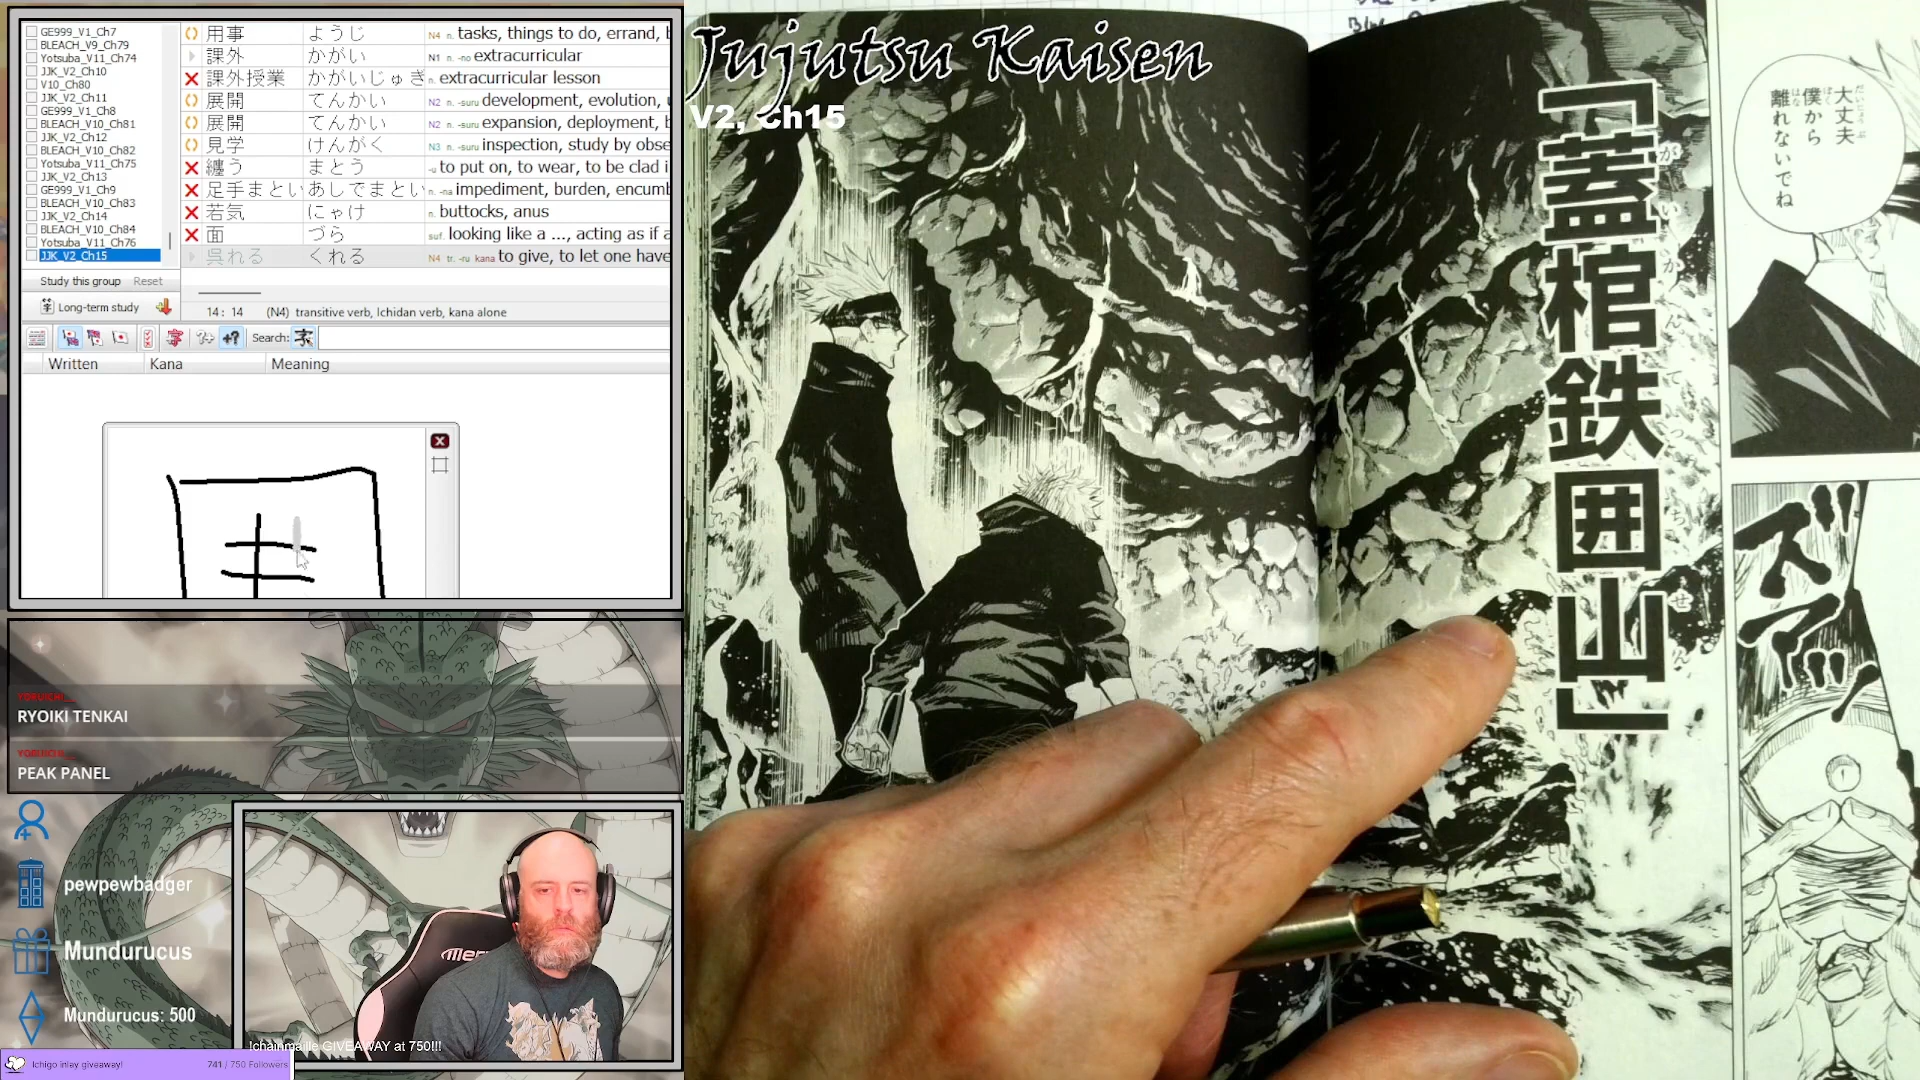 GE999_V1_Ch7
BLEACH_V9_Ch79
Yotsuba_V11_Ch74
JJK_V2_Ch10
V10_Ch80
JJK_V2_Ch11
GE999_V1_Ch8
BLEACH_V10_Ch81
JJK_V2_Ch12
BLEACH_V10_Ch82
Yotsuba_V11_Ch75
JJK_V2_Ch13
GE999_V1_Ch9
BLEACH_V10_Ch83
JJK_V2_Ch14
BLEACH_V10_Ch84
Yotsuba_V11_Ch76
JJK_V2_Ch15
Study this group Reset
Long-term study
用事 ようじ N4 n. tasks, things to do, errand,
課外 かがい N1 n. -no extracurricular
課外授業 かがいじゅぎ n. extracurricular lesson
展開 てんかい N2 n. -suru development, evolution,
展開 てんかい N2 n. -suru expansion, deployment,
見学 けんがく N3 n. -suru inspection, study by obse
纏う まとう -u to put on, to wear, to be clad i
足手まとい あしでまとい n. -na impediment, burden, encumb
若気 にゃけ n. buttocks, anus
面 づら suf. looking like a ..., acting as if a
呉れる くれる N4 tr. -ru kana to give, to let one have
14: 14 (N4) transitive verb, Ichidan verb, kana alone
Search:
Written Kana Meaning
YORUICHI__
RYOIKI TENKAI
YORUICHI__
PEAK PANEL
pewpewbadger
Mundurucus
Mundurucus: 500
!chainmaille GIVEAWAY at 750!!!
Ichigo inlay giveaway! 741 / 750 Followers
Jujutsu Kaisen
V2, Ch15
大丈夫
僕から
離れないでね
「蓋棺鉄囲山」
ズアッ